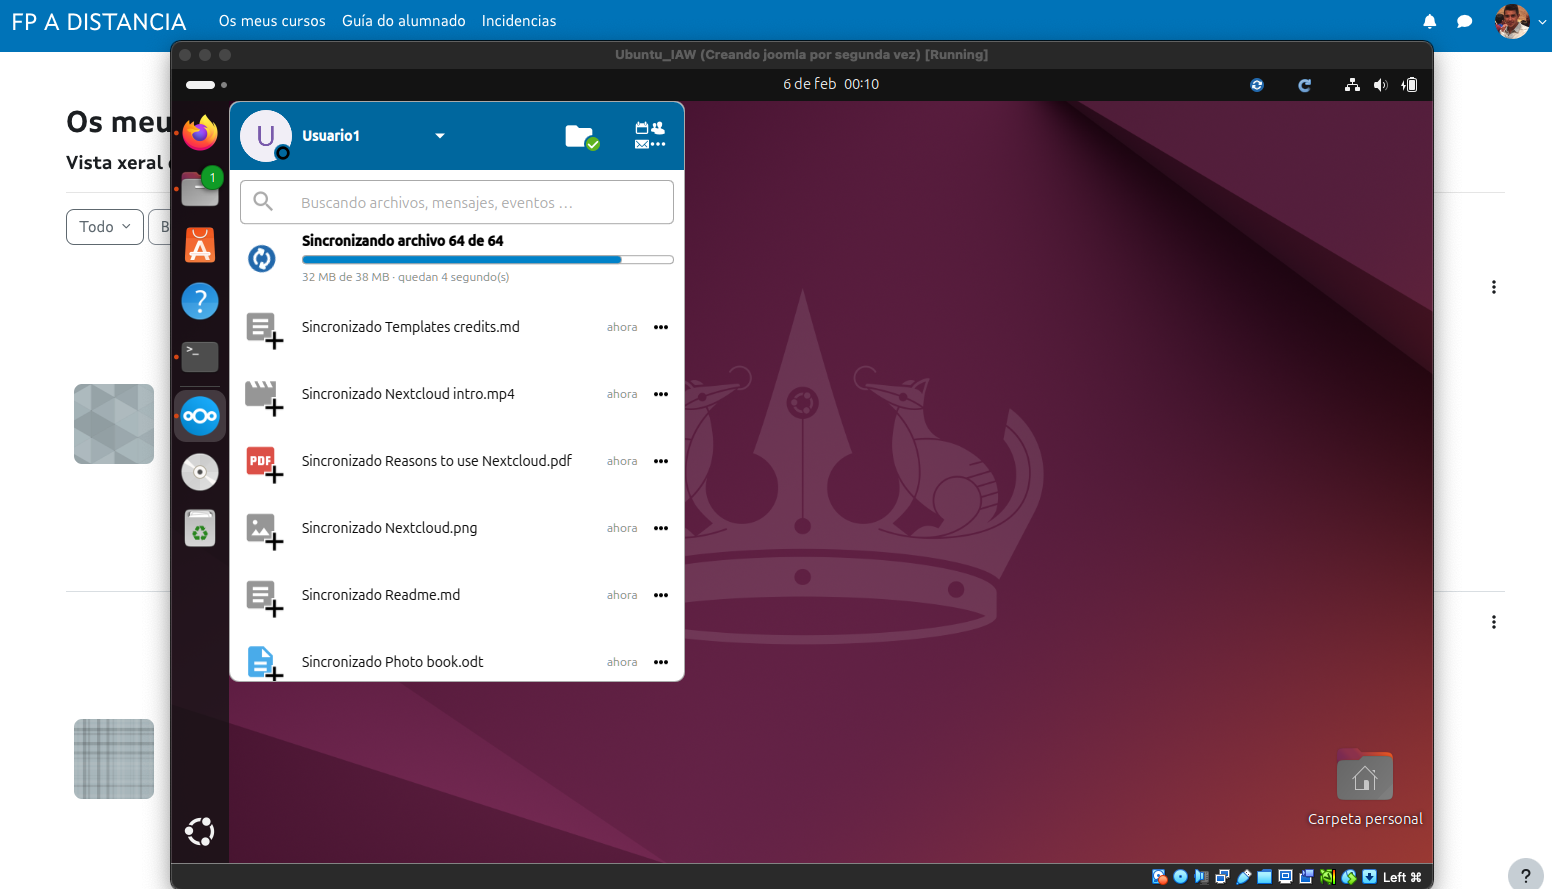 FP A DISTANCIA
Os meus cursos
Guía do alumnado
Incidencias
Ubuntu_IAW (Creando joomla por segunda vez) [Running]
6 de feb 00:10
Os meu
Vista xeral
Todo
B
1
U
Usuario1
Buscando archivos, mensajes, eventos …
Sincronizando archivo 64 de 64
32 MB de 38 MB · quedan 4 segundo(s)
Sincronizado Templates credits.md
ahora
Sincronizado Nextcloud intro.mp4
ahora
PDF
Sincronizado Reasons to use Nextcloud.pdf
ahora
Sincronizado Nextcloud.png
ahora
Sincronizado Readme.md
ahora
Sincronizado Photo book.odt
ahora
Carpeta personal
Left ⌘
?